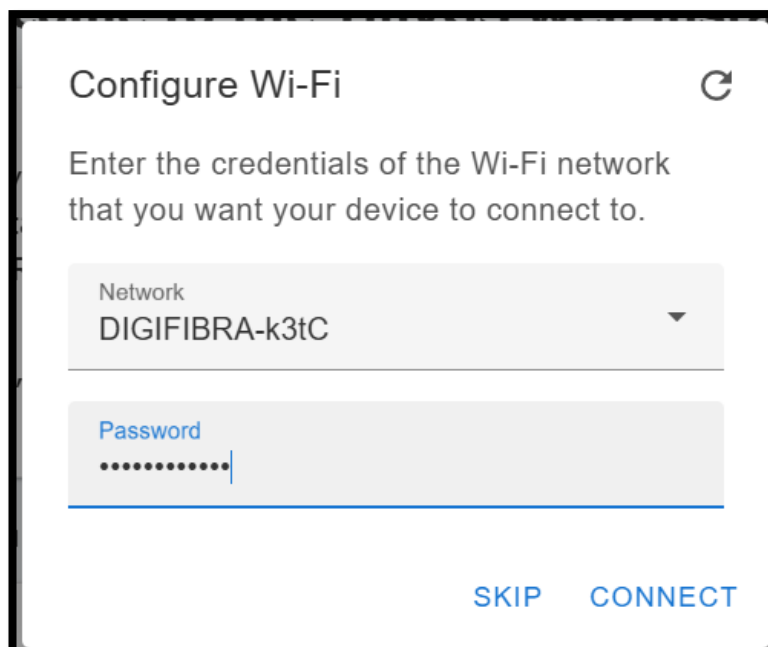 Configure Wi-Fi
Enter the credentials of the Wi-Fi network
that you want your device to connect to.
Network
DIGIFIBRA-k3tC
Password
••••••••••••
SKIP CONNECT